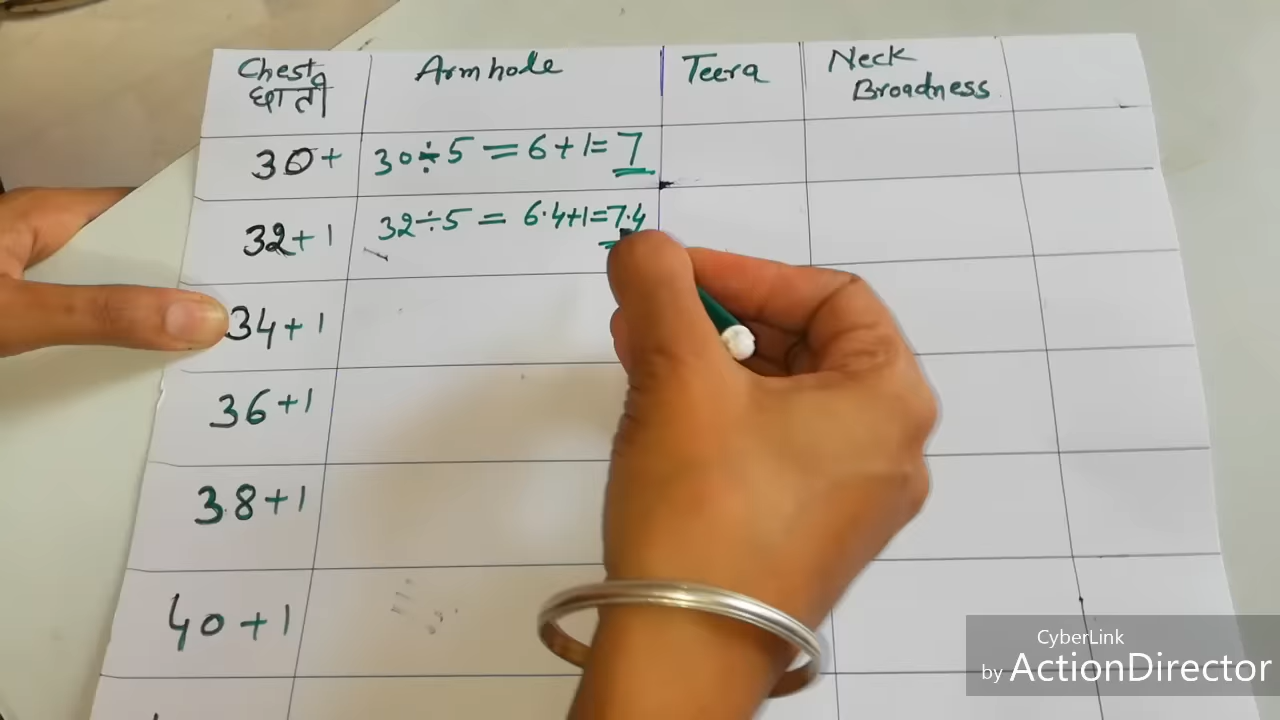 Chest Armhode Teera Neck
छाती Broadness
30+ 30÷5 = 6+1= 7
32+1 32÷5 = 6.4+1=7.4
34+1
36+1
38+1
40+1
CyberLink
by ActionDirector